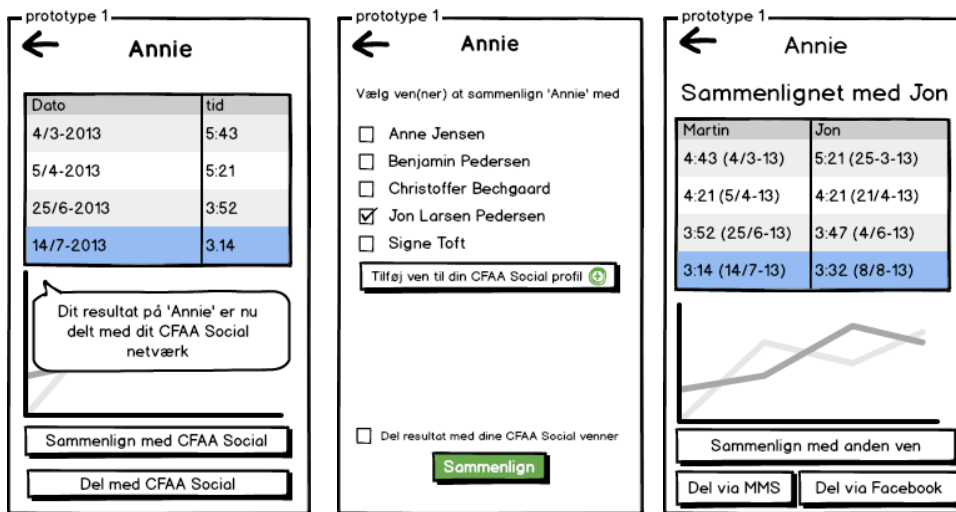 prototype 1
Annie
Dato tid
4/3-2013 5:43
5/4-2013 5:21
25/6-2013 3:52
14/7-2013 3.14
Dit resultat på 'Annie' er nu
delt med dit CFAA Social
netværk
Sammenlign med CFAA Social
Del med CFAA Social
prototype 1
Annie
Vælg ven(ner) at sammenlign 'Annie' med
Anne Jensen
Benjamin Pedersen
Christoffer Bechgaard
Jon Larsen Pedersen
Signe Toft
Tilføj ven til din CFAA Social profil
Del resultat med dine CFAA Social venner
Sammenlign
prototype 1
Annie
Sammenlignet med Jon
Martin Jon
4:43 (4/3-13) 5:21 (25-3-13)
4:21 (5/4-13) 4:21 (21/4-13)
3:52 (25/6-13) 3:47 (4/6-13)
3:14 (14/7-13) 3:32 (8/8-13)
Sammenlign med anden ven
Del via MMS Del via Facebook